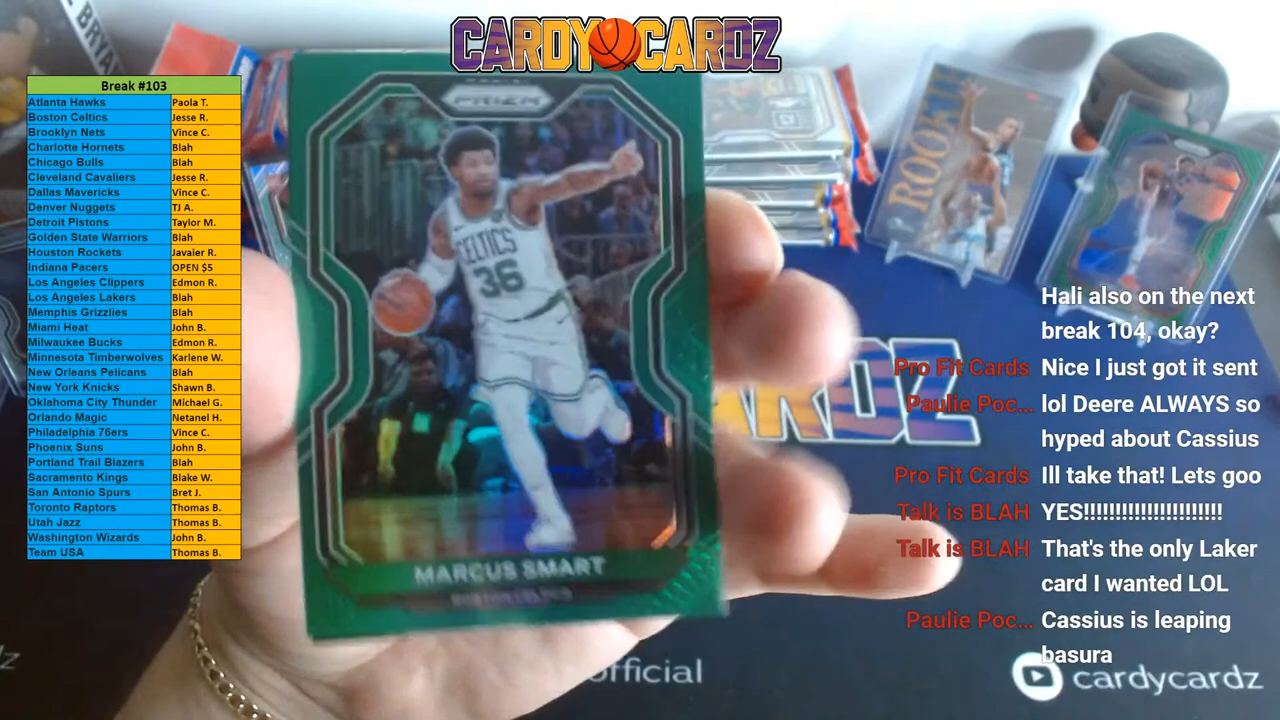 CARDY CARDZ
Break #103
Atlanta Hawks Paola T.
Boston Celtics Jesse R.
Brooklyn Nets Vince C.
Charlotte Hornets Blah
Chicago Bulls Blah
Cleveland Cavaliers Jesse R.
Dallas Mavericks Vince C.
Denver Nuggets TJ A.
Detroit Pistons Taylor M.
Golden State Warriors Blah
Houston Rockets Javaier R.
Indiana Pacers OPEN $5
Los Angeles Clippers Edmon R.
Los Angeles Lakers Blah
Memphis Grizzlies Blah
Miami Heat John B.
Milwaukee Bucks Edmon R.
Minnesota Timberwolves Karlene W.
New Orleans Pelicans Blah
New York Knicks Shawn B.
Oklahoma City Thunder Michael G.
Orlando Magic Netanel H.
Philadelphia 76ers Vince C.
Phoenix Suns John B.
Portland Trail Blazers Blah
Sacramento Kings Blake W.
San Antonio Spurs Bret J.
Toronto Raptors Thomas B.
Utah Jazz Thomas B.
Washington Wizards John B.
Team USA Thomas B.
BRYAN
PRIZM
CELTICS
36
MARCUS SMART
ROOKIE
ARDZ
Hali also on the next
break 104, okay?
Pro Fit Cards Nice I just got it sent
Paulie Poc... lol Deere ALWAYS so
hyped about Cassius
Pro Fit Cards Ill take that! Lets goo
Talk is BLAH YES!!!!!!!!!!!!!!!!!!!!!!
Talk is BLAH That's the only Laker
card I wanted LOL
Paulie Poc... Cassius is leaping
basura
official
cardycardz